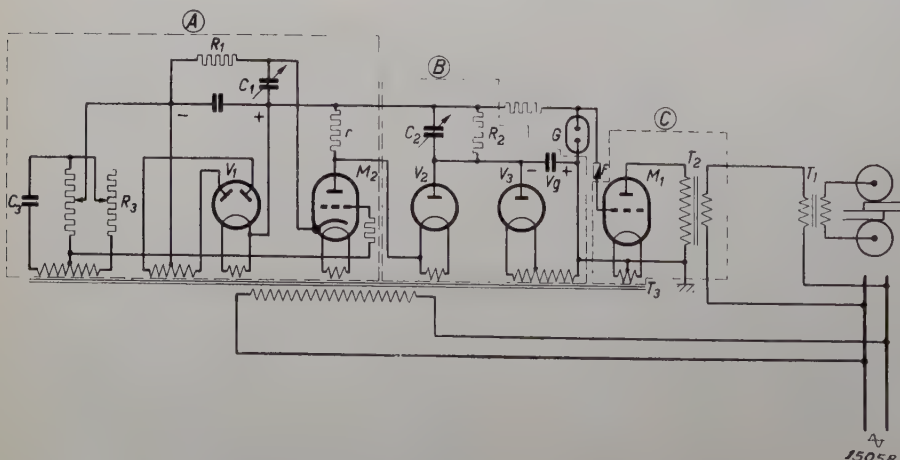 A
R1
C1
B
C
- +
r
C2
R2
G
T2
V1
M2
V2
V3
- +
Vg
F
M1
T1
C3
R3
T3
15058